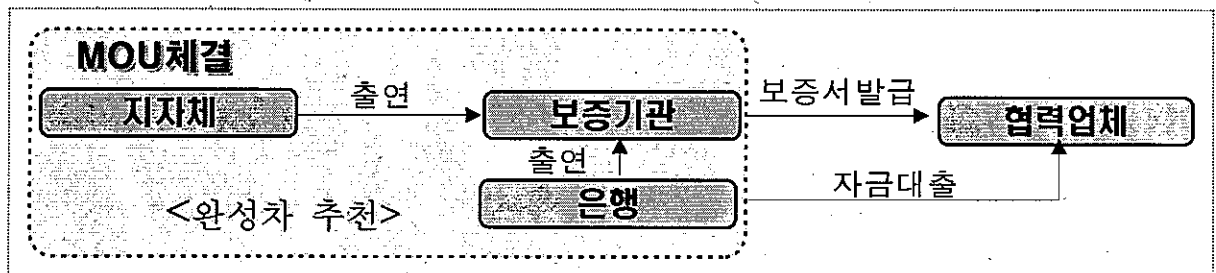 MOU체결
지자체
출연
보증기관
보증서발급
협력업체
출연
은행
자금대출
<완성차 추천>